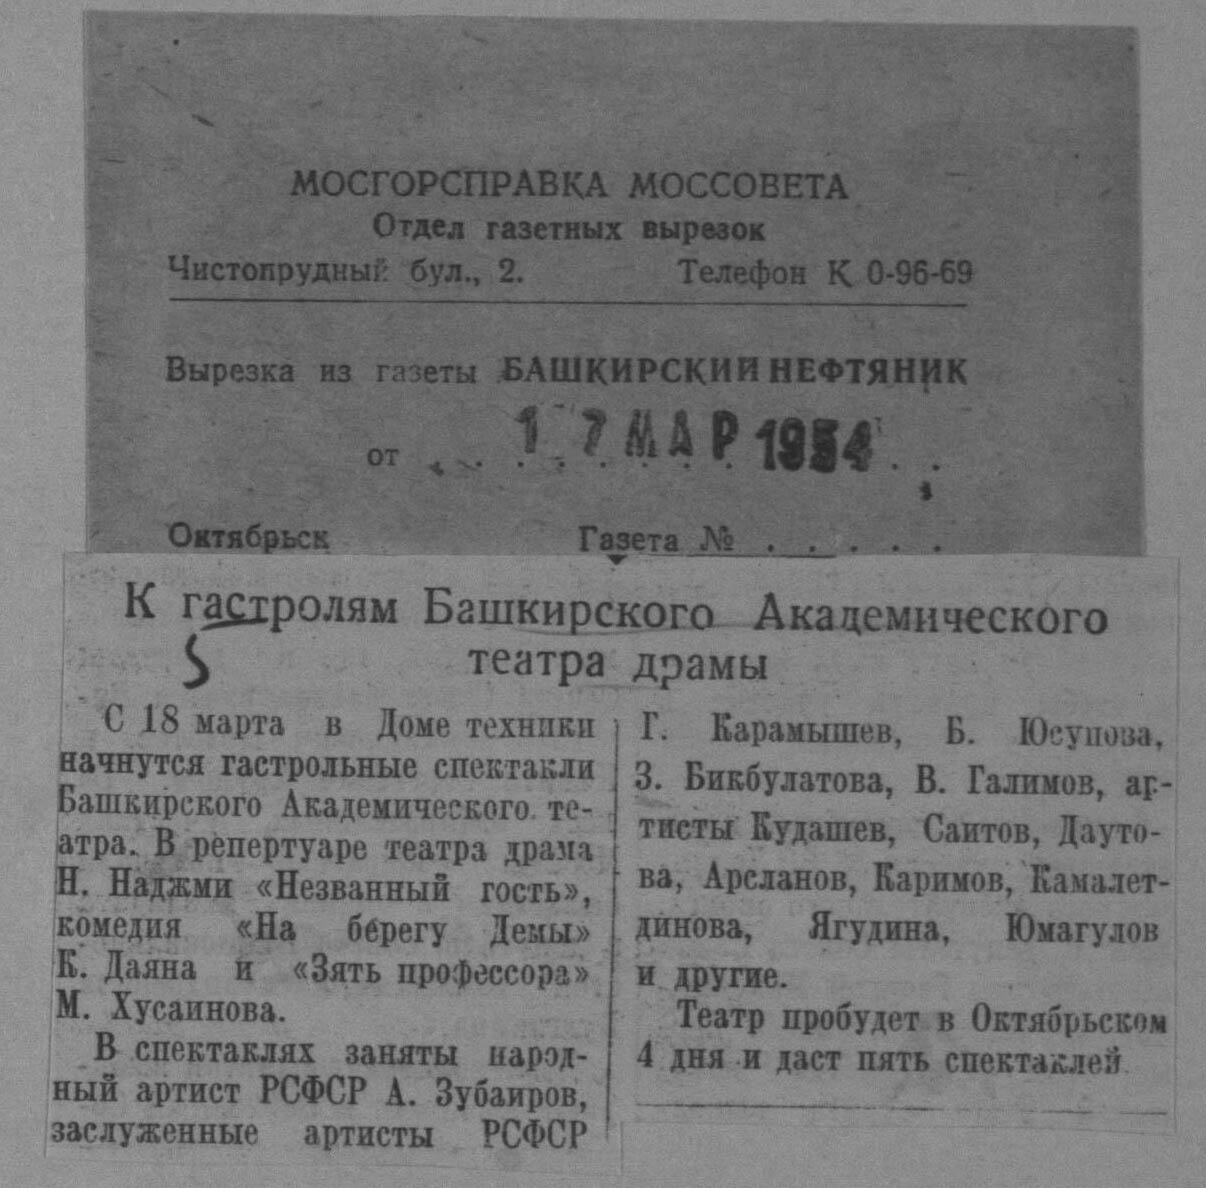 МОСГОРСПРАВКА МОССОВЕТА
Отдел газетных вырезок
Чистопрудный бул., 2. Телефон К 0-96-69
Вырезка из газеты БАШКИРСКИЙ НЕФТЯНИК
от 17 МАР 1954
Октябрьск Газета № . . . . .
К гастролям Башкирского Академического
театра драмы
С 18 марта в Доме техники
начнутся гастрольные спектакли
Башкирского Академического те-
атра. В репертуаре театра драма
Н. Наджми «Незванный гость»,
комедия «На берегу Демы»
К. Даяна и «Зять профессора»
М. Хусаинова.
В спектаклях заняты народ-
ный артист РСФСР А. Зубаиров,
заслуженные артисты РСФСР
Г. Карамышев, Б. Юсупова,
З. Бикбулатова, В. Галимов, ар-
тисты Кудашев, Саитов, Дауто-
ва, Арсланов, Каримов, Камалет-
динова, Ягудина, Юмагулов
и другие.
Театр пробудет в Октябрьском
4 дня и даст пять спектаклей.